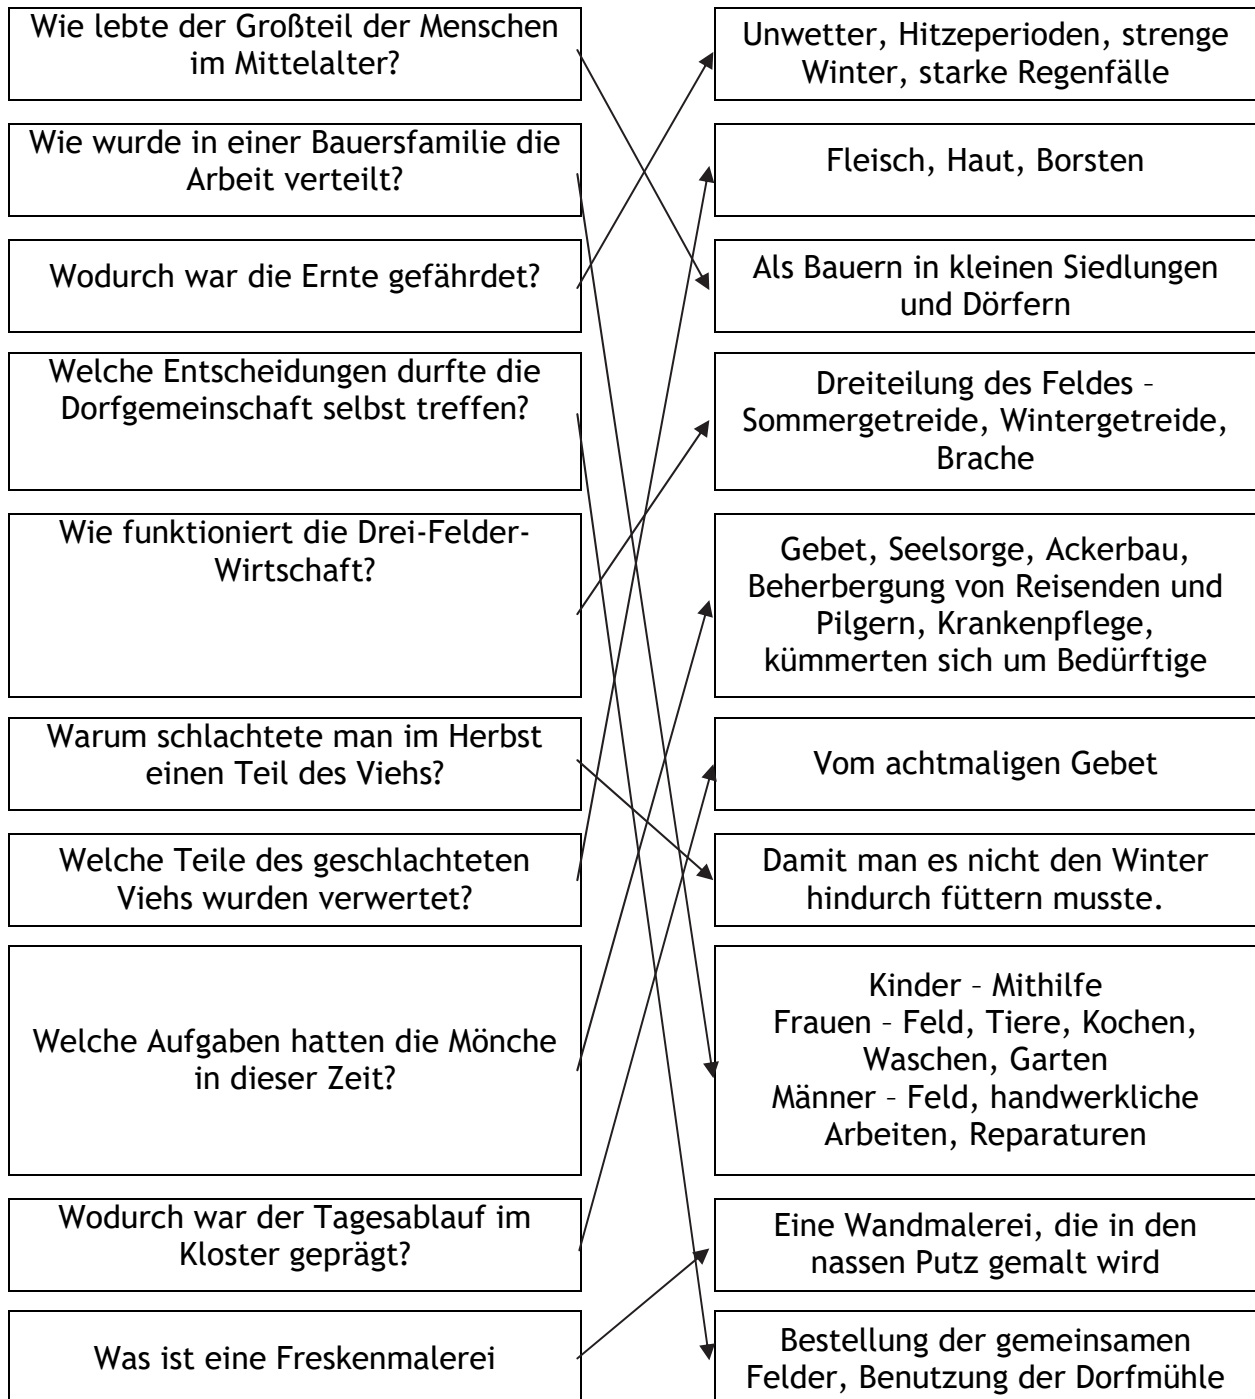 Wie lebte der Großteil der Menschen
im Mittelalter?
Unwetter, Hitzeperioden, strenge
Winter, starke Regenfälle
Wie wurde in einer Bauersfamilie die
Arbeit verteilt?
Fleisch, Haut, Borsten
Wodurch war die Ernte gefährdet?
Als Bauern in kleinen Siedlungen
und Dörfern
Welche Entscheidungen durfte die
Dorfgemeinschaft selbst treffen?
Dreiteilung des Feldes –
Sommergetreide, Wintergetreide,
Brache
Wie funktioniert die Drei-Felder-
Wirtschaft?
Gebet, Seelsorge, Ackerbau,
Beherbergung von Reisenden und
Pilgern, Krankenpflege,
kümmerten sich um Bedürftige
Warum schlachtete man im Herbst
einen Teil des Viehs?
Vom achtmaligen Gebet
Welche Teile des geschlachteten
Viehs wurden verwertet?
Damit man es nicht den Winter
hindurch füttern musste.
Welche Aufgaben hatten die Mönche
in dieser Zeit?
Kinder – Mithilfe
Frauen – Feld, Tiere, Kochen,
Waschen, Garten
Männer – Feld, handwerkliche
Arbeiten, Reparaturen
Wodurch war der Tagesablauf im
Kloster geprägt?
Eine Wandmalerei, die in den
nassen Putz gemalt wird
Was ist eine Freskenmalerei
Bestellung der gemeinsamen
Felder, Benutzung der Dorfmühle